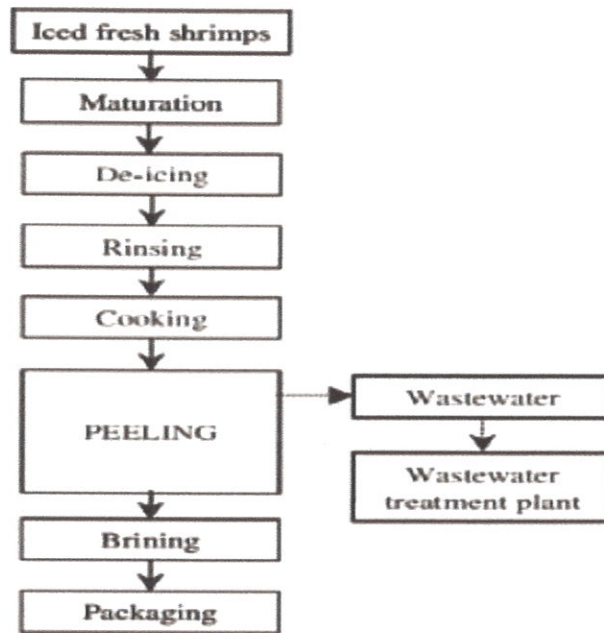 Iced fresh shrimps
Maturation
De-icing
Rinsing
Cooking
PEELING
Wastewater
Wastewater
treatment plant
Brining
Packaging